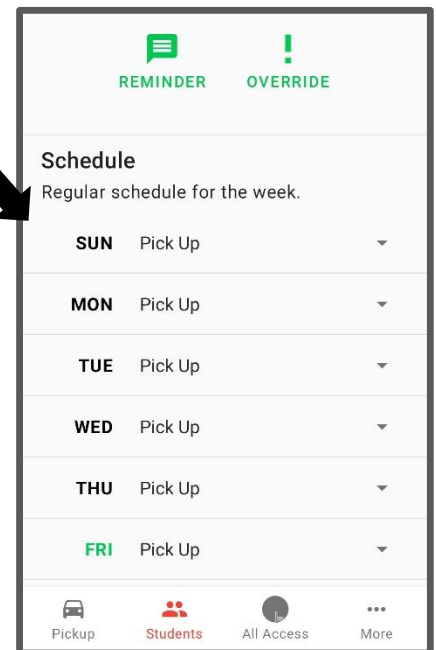 REMINDER OVERRIDE
Schedule
Regular schedule for the week.
SUN Pick Up
MON Pick Up
TUE Pick Up
WED Pick Up
THU Pick Up
FRI Pick Up
Pickup Students All Access More